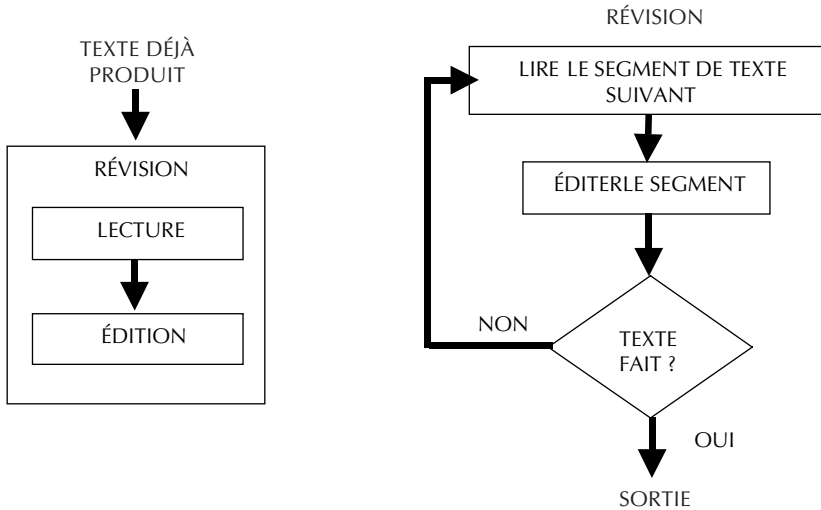 TEXTE DÉJÀ
PRODUIT
RÉVISION
LECTURE
ÉDITION
RÉVISION
LIRE LE SEGMENT DE TEXTE
SUIVANT
ÉDITERLE SEGMENT
NON
TEXTE
FAIT ?
OUI
SORTIE